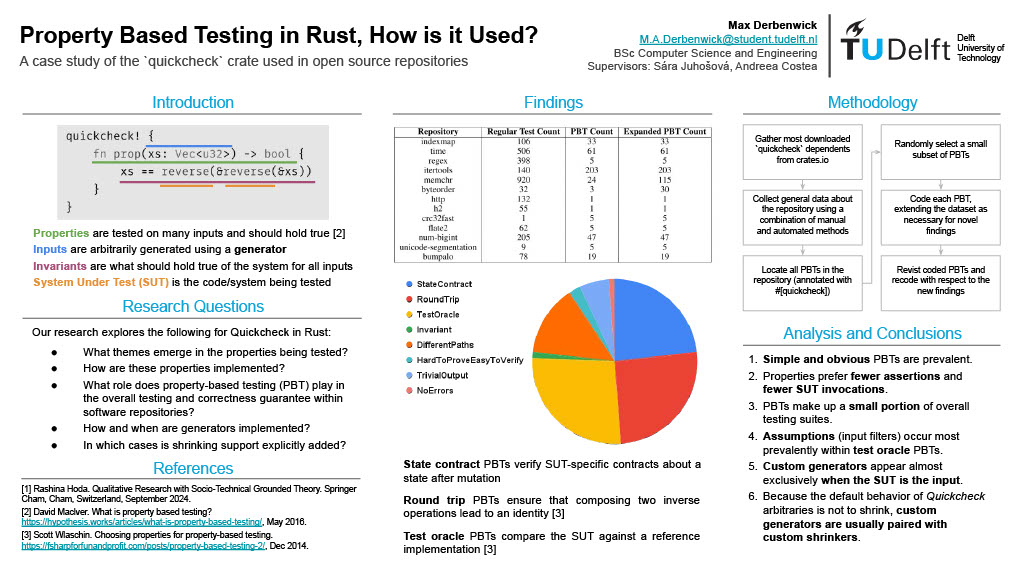 Property Based Testing in Rust, How is it Used?
A case study of the `quickcheck` crate used in open source repositories
Max Derbenwick
M.A.Derbenwick@student.tudelft.nl
BSc Computer Science and Engineering
Supervisors: Sára Juhošová, Andreea Costea
TUDelft
Delft
University of
Technology
Introduction
quickcheck! {
fn prop(xs: Vec<u32>) -> bool {
xs == reverse(&reverse(&xs))
}
}
Properties are tested on many inputs and should hold true [2]
Inputs are arbitrarily generated using a generator
Invariants are what should hold true of the system for all inputs
System Under Test (SUT) is the code/system being tested
Research Questions
Our research explores the following for Quickcheck in Rust:
● What themes emerge in the properties being tested?
● How are these properties implemented?
● What role does property-based testing (PBT) play in
the overall testing and correctness guarantee within
software repositories?
● How and when are generators implemented?
● In which cases is shrinking support explicitly added?
References
[1] Rashina Hoda. Qualitative Research with Socio-Technical Grounded Theory. Springer
Cham, Cham, Switzerland, September 2024.
[2] David MacIver. What is property based testing?
https://hypothesis.works/articles/what-is-property-based-testing/, May 2016.
[3] Scott Wlaschin. Choosing properties for property-based testing.
https://fsharpforfunandprofit.com/posts/property-based-testing-2/, Dec 2014.
Findings
Repository Regular Test Count PBT Count Expanded PBT Count
indexmap 106 33 33
time 506 61 61
regex 398 5 5
itertools 140 203 203
memchr 920 24 115
byteorder 32 3 30
http 132 1 1
h2 55 1 1
crc32fast 1 5 5
flate2 62 5 5
num-bigint 205 47 47
unicode-segmentation 9 5 5
bumpalo 78 19 19
StateContract
RoundTrip
TestOracle
Invariant
DifferentPaths
HardToProveEasyToVerify
TrivialOutput
NoErrors
State contract PBTs verify SUT-specific contracts about a
state after mutation
Round trip PBTs ensure that composing two inverse
operations lead to an identity [3]
Test oracle PBTs compare the SUT against a reference
implementation [3]
Methodology
Gather most downloaded
`quickcheck` dependents
from crates.io
Collect general data about
the repository using a
combination of manual
and automated methods
Locate all PBTs in the
repository (annotated with
#[quickcheck])
Randomly select a small
subset of PBTs
Code each PBT,
extending the dataset as
necessary for novel
findings
Revist coded PBTs and
recode with respect to the
new findings
Analysis and Conclusions
1. Simple and obvious PBTs are prevalent.
2. Properties prefer fewer assertions and
fewer SUT invocations.
3. PBTs make up a small portion of overall
testing suites.
4. Assumptions (input filters) occur most
prevalently within test oracle PBTs.
5. Custom generators appear almost
exclusively when the SUT is the input.
6. Because the default behavior of Quickcheck
arbitraries is not to shrink, custom
generators are usually paired with
custom shrinkers.